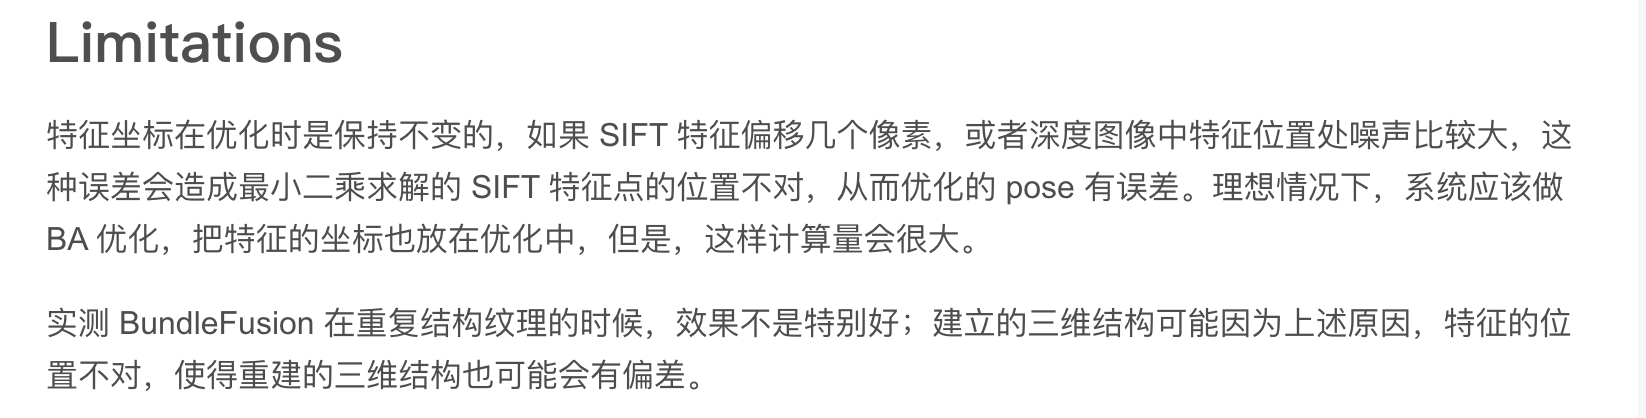 Limitations
特征坐标在优化时是保持不变的，如果 SIFT 特征偏移几个像素，或者深度图像中特征位置处噪声比较大，这
种误差会造成最小二乘求解的 SIFT 特征点的位置不对，从而优化的 pose 有误差。理想情况下，系统应该做
BA 优化，把特征的坐标也放在优化中，但是，这样计算量会很大。
实测 BundleFusion 在重复结构纹理的时候，效果不是特别好；建立的三维结构可能因为上述原因，特征的位
置不对，使得重建的三维结构也可能会有偏差。